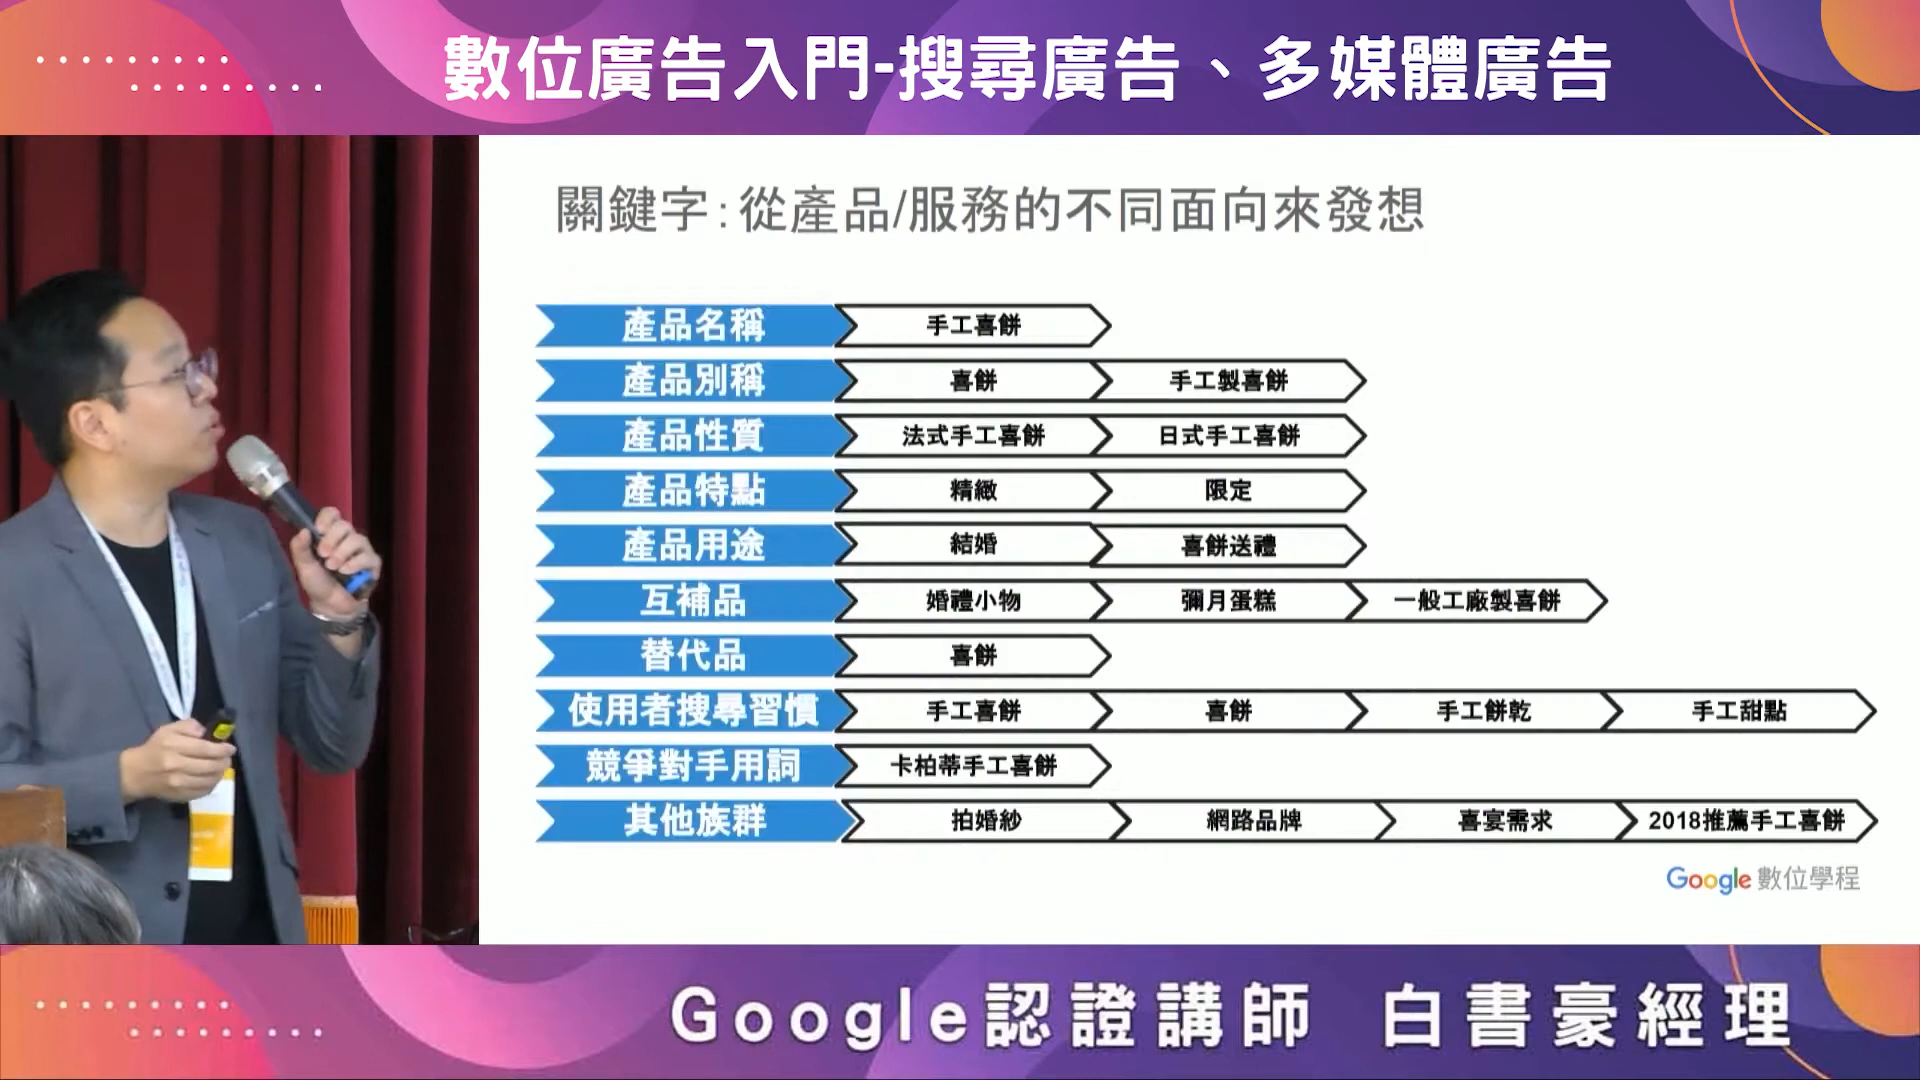 數位廣告入門-搜尋廣告、多媒體廣告
關鍵字:從產品/服務的不同面向來發想
產品名稱 手工喜餅
產品別稱 喜餅 手工製喜餅
產品性質 法式手工喜餅 日式手工喜餅
產品特點 精緻 限定
產品用途 結婚 喜餅送禮
互補品 婚禮小物 彌月蛋糕 一般工廠製喜餅
替代品 喜餅
使用者搜尋習慣 手工喜餅 喜餅 手工餅乾 手工甜點
競爭對手用詞 卡柏蒂手工喜餅
其他族群 拍婚紗 網路品牌 喜宴需求 2018推薦手工喜餅
Google 數位學程
Google認證講師 白書豪經理